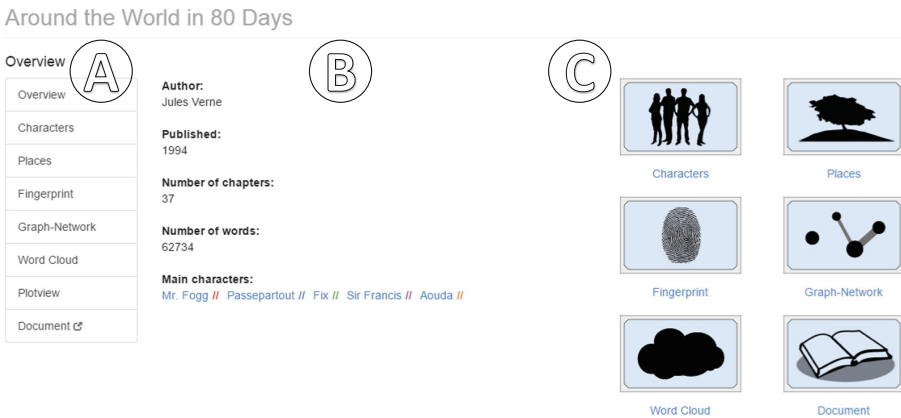 Around the World in 80 Days
Overview
A
B
C
Overview
Characters
Places
Fingerprint
Graph-Network
Word Cloud
Plotview
Document
Author:
Jules Verne
Published:
1994
Number of chapters:
37
Number of words:
62734
Main characters:
Mr. Fogg // Passepartout // Fix // Sir Francis // Aouda //
Characters
Places
Fingerprint
Graph-Network
Word Cloud
Document